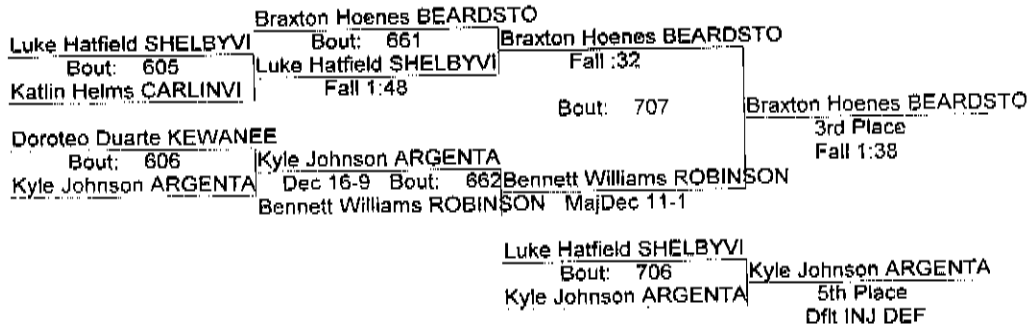 Braxton Hoenes BEARDSTO
Luke Hatfield SHELBYVI
Bout: 661
Braxton Hoenes BEARDSTO
Bout: 605
Luke Hatfield SHELBYVI
Fall :32
Katlin Helms CARLINVI
Fall 1:48
Bout: 707
Braxton Hoenes BEARDSTO
3rd Place
Doroteo Duarte KEWANEE
Fall 1:38
Bout: 606
Kyle Johnson ARGENTA
Kyle Johnson ARGENTA
Dec 16-9 Bout: 662
Bennett Williams ROBINSON
Bennett Williams ROBINSON
MajDec 11-1
Luke Hatfield SHELBYVI
Bout: 706
Kyle Johnson ARGENTA
Kyle Johnson ARGENTA
5th Place
Dflt INJ DEF